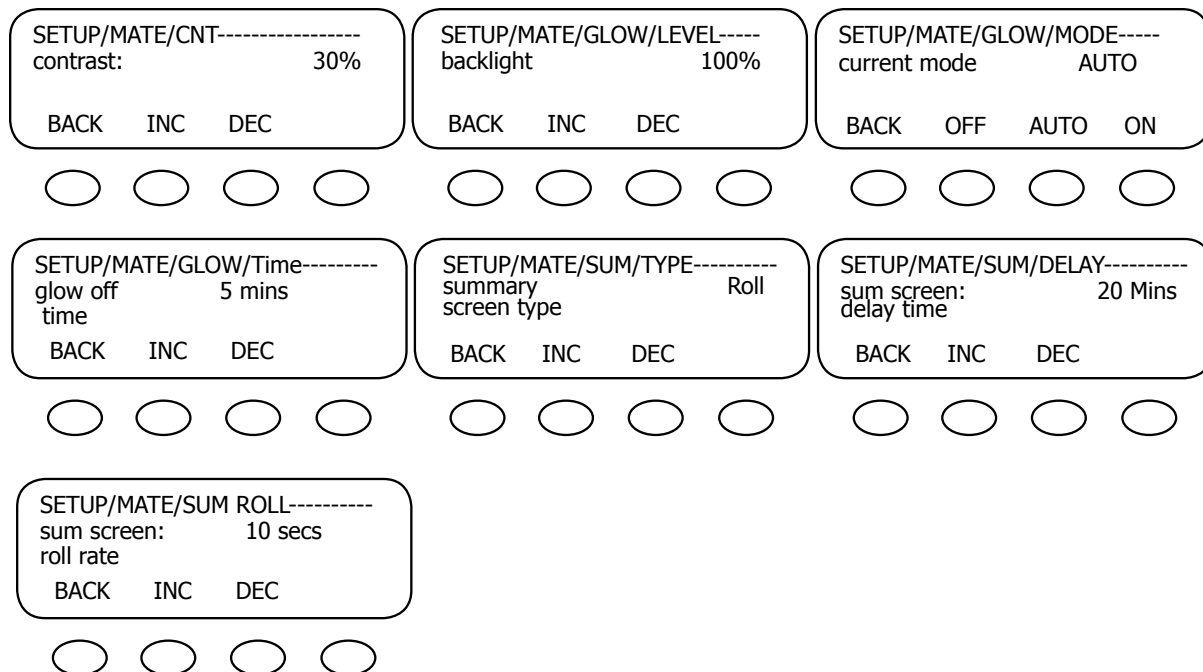 SETUP/MATE/CNT-----------------
contrast: 30%
BACK INC DEC
SETUP/MATE/GLOW/LEVEL-----
backlight 100%
BACK INC DEC
SETUP/MATE/GLOW/MODE-----
current mode AUTO
BACK OFF AUTO ON
SETUP/MATE/GLOW/Time---------
glow off 5 mins
time
BACK INC DEC
SETUP/MATE/SUM/TYPE----------
summary Roll
screen type
BACK INC DEC
SETUP/MATE/SUM/DELAY----------
sum screen: 20 Mins
delay time
BACK INC DEC
SETUP/MATE/SUM ROLL----------
sum screen: 10 secs
roll rate
BACK INC DEC